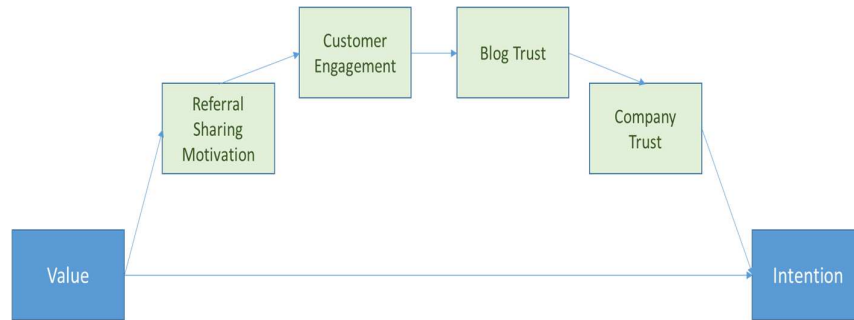 Customer
Engagement
Blog Trust
Referral
Sharing
Motivation
Company
Trust
Value
Intention